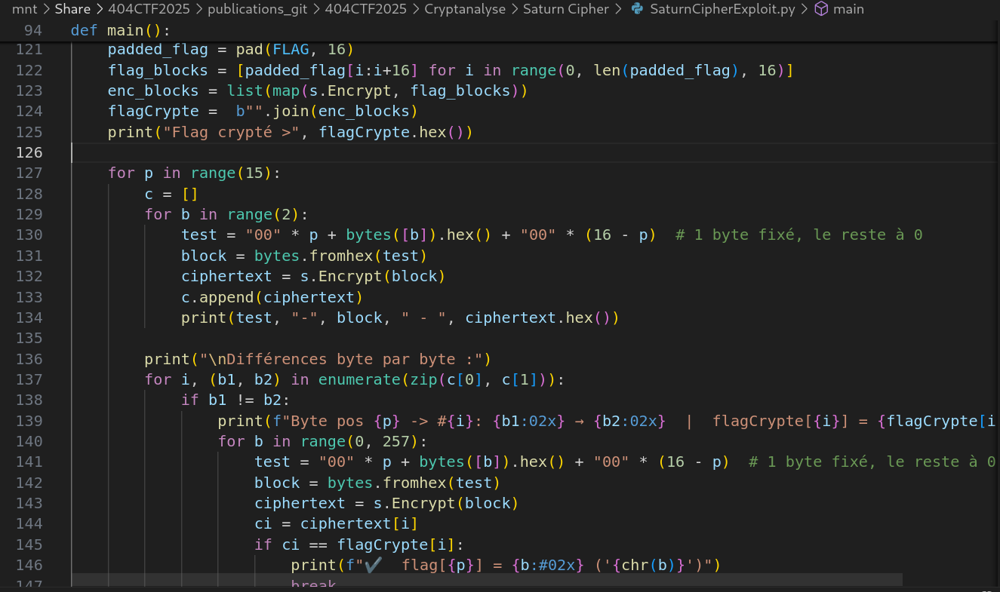 mnt > Share > 404CTF2025 > publications_git > 404CTF2025 > Cryptanalyse > Saturn Cipher > SaturnCipherExploit.py > main
94 def main():
121 padded_flag = pad(FLAG, 16)
122 flag_blocks = [padded_flag[i:i+16] for i in range(0, len(padded_flag), 16)]
123 enc_blocks = list(map(s.Encrypt, flag_blocks))
124 flagCrypte =  b"".join(enc_blocks)
125 print("Flag crypté >", flagCrypte.hex())
126
127 for p in range(15):
128 c = []
129 for b in range(2):
130 test = "00" * p + bytes([b]).hex() + "00" * (16 - p)  # 1 byte fixé, le reste à 0
131 block = bytes.fromhex(test)
132 ciphertext = s.Encrypt(block)
133 c.append(ciphertext)
134 print(test, "-", block, " - ", ciphertext.hex())
135
136 print("\nDifférences byte par byte :")
137 for i, (b1, b2) in enumerate(zip(c[0], c[1])):
138 if b1 != b2:
139 print(f"Byte pos {p} -> #{i}: {b1:02x} → {b2:02x}  |  flagCrypte[{i}] = {flagCrypte[i
140 for b in range(0, 257):
141 test = "00" * p + bytes([b]).hex() + "00" * (16 - p)  # 1 byte fixé, le reste à 0
142 block = bytes.fromhex(test)
143 ciphertext = s.Encrypt(block)
144 ci = ciphertext[i]
145 if ci == flagCrypte[i]:
146 print(f"✔  flag[{p}] = {b:#02x} ('{chr(b)}')")
147 break